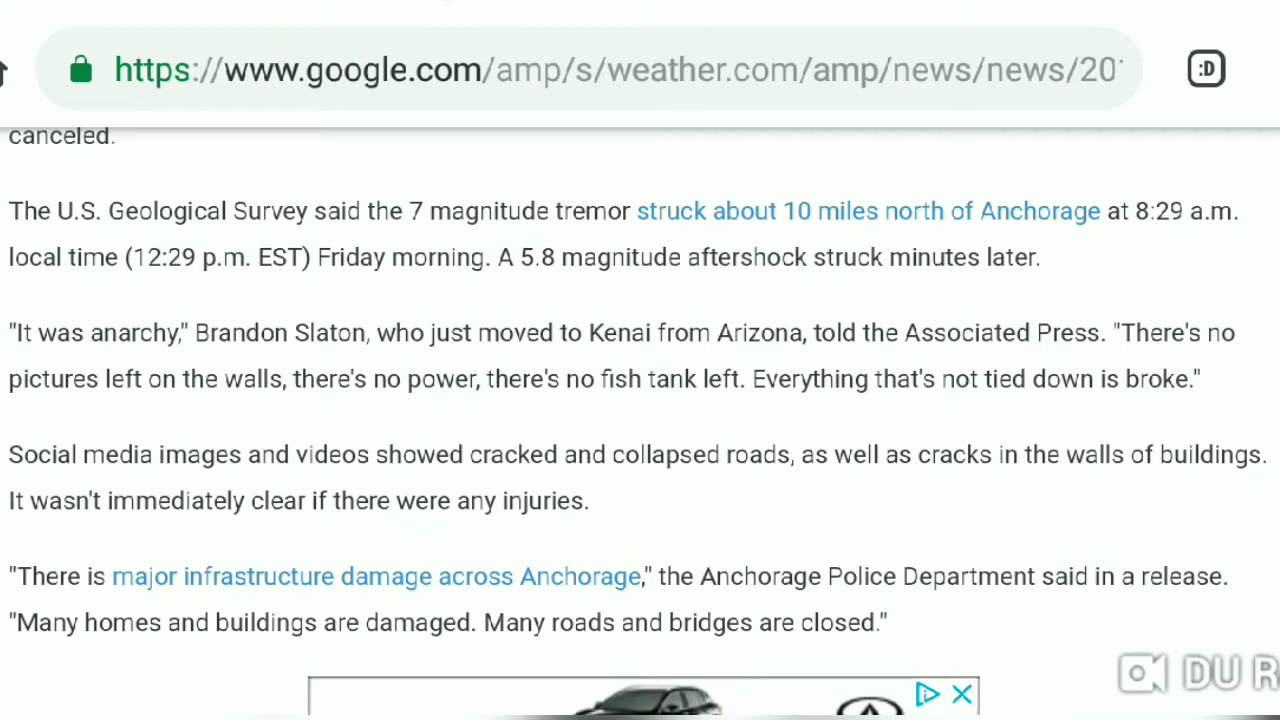 https://www.google.com/amp/s/weather.com/amp/news/news/20
:D
canceled.
The U.S. Geological Survey said the 7 magnitude tremor struck about 10 miles north of Anchorage at 8:29 a.m.
local time (12:29 p.m. EST) Friday morning. A 5.8 magnitude aftershock struck minutes later.
"It was anarchy," Brandon Slaton, who just moved to Kenai from Arizona, told the Associated Press. "There's no
pictures left on the walls, there's no power, there's no fish tank left. Everything that's not tied down is broke."
Social media images and videos showed cracked and collapsed roads, as well as cracks in the walls of buildings.
It wasn't immediately clear if there were any injuries.
"There is major infrastructure damage across Anchorage," the Anchorage Police Department said in a release.
"Many homes and buildings are damaged. Many roads and bridges are closed."
DU R